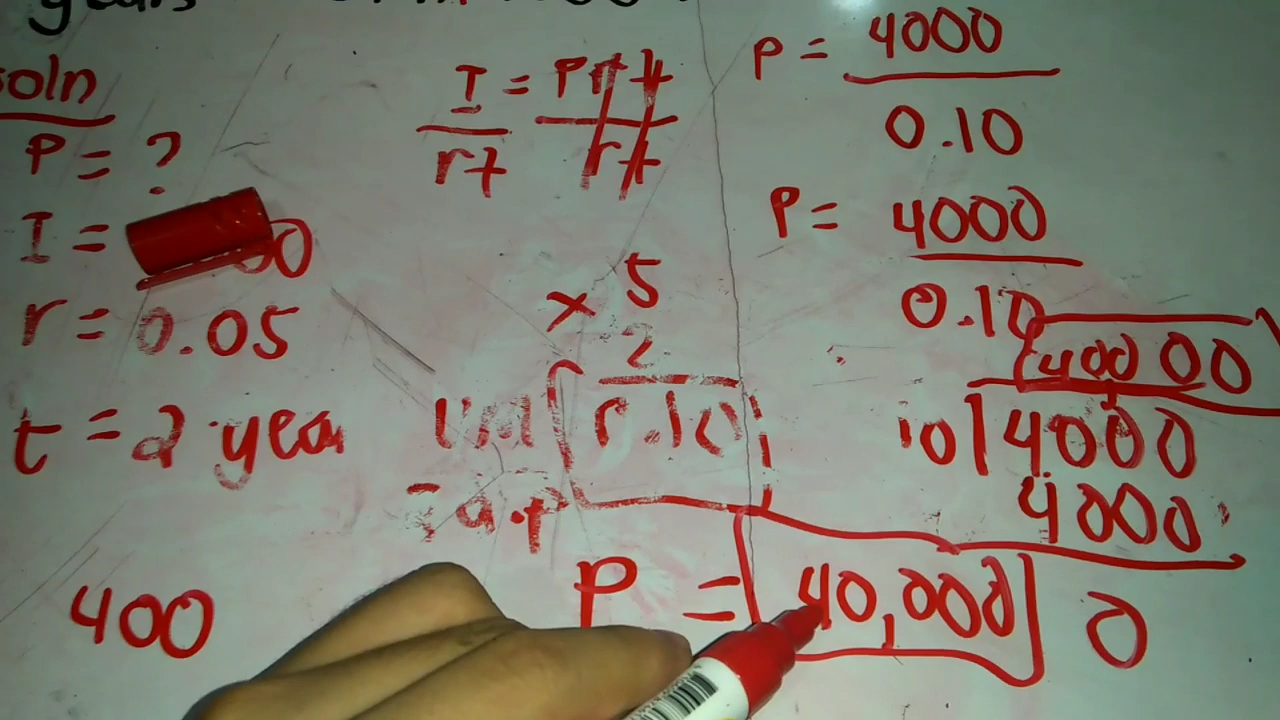 years
soln
P = ?
I =
r = 0.05
t = 2 year
400
I = Prt
rt rt
× 5
2
0.10
P = 4000
0.10
P = 4000
0.10
400 00
10 4000
4000
0
P = 40,000